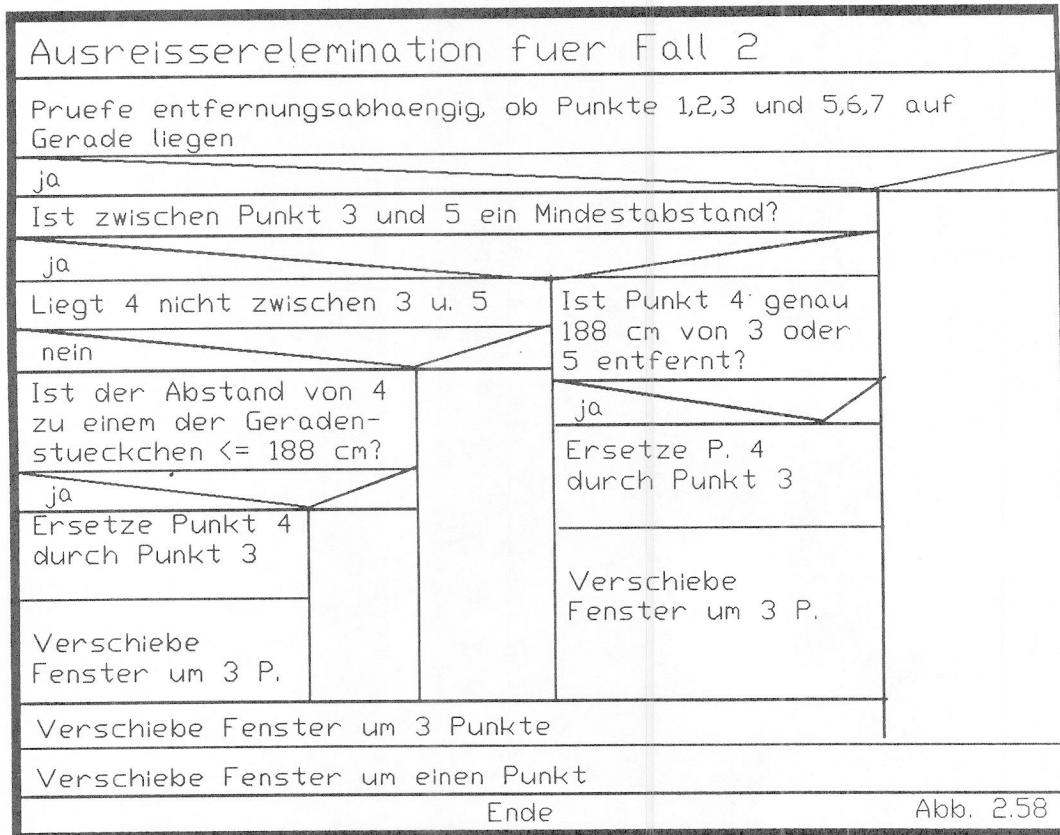 Ausreisserelemination fuer Fall 2
Pruefe entfernungsabhaengig, ob Punkte 1,2,3 und 5,6,7 auf
Gerade liegen
ja
Ist zwischen Punkt 3 und 5 ein Mindestabstand?
ja
Liegt 4 nicht zwischen 3 u. 5
nein
Ist der Abstand von 4
zu einem der Geraden-
stueckchen <= 188 cm?
ja
Ersetze Punkt 4
durch Punkt 3
Verschiebe
Fenster um 3 P.
Ist Punkt 4 genau
188 cm von 3 oder
5 entfernt?
ja
Ersetze P. 4
durch Punkt 3
Verschiebe
Fenster um 3 P.
Verschiebe Fenster um 3 Punkte
Verschiebe Fenster um einen Punkt
Ende
Abb. 2.58